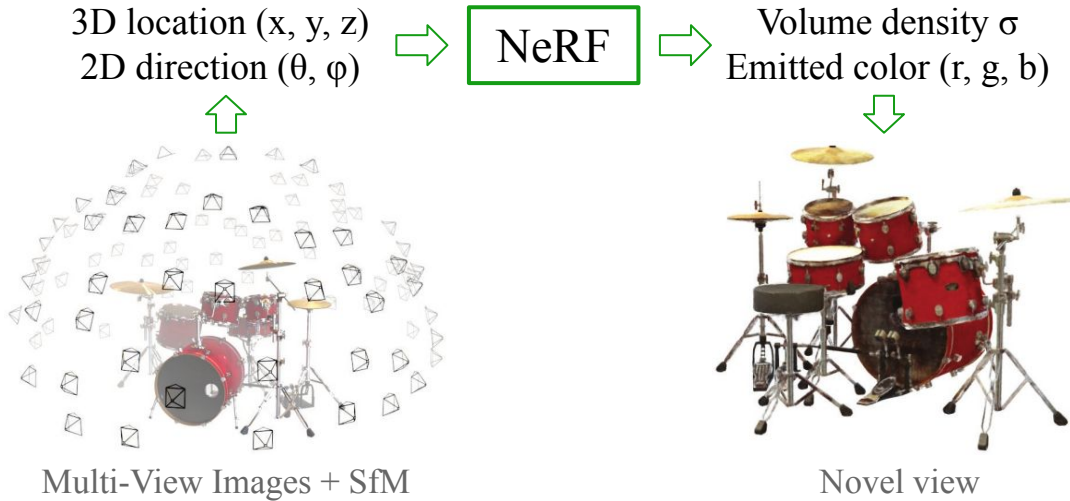 3D location (x, y, z)
2D direction (θ, φ)
NeRF
Volume density σ
Emitted color (r, g, b)
Multi-View Images + SfM
Novel view